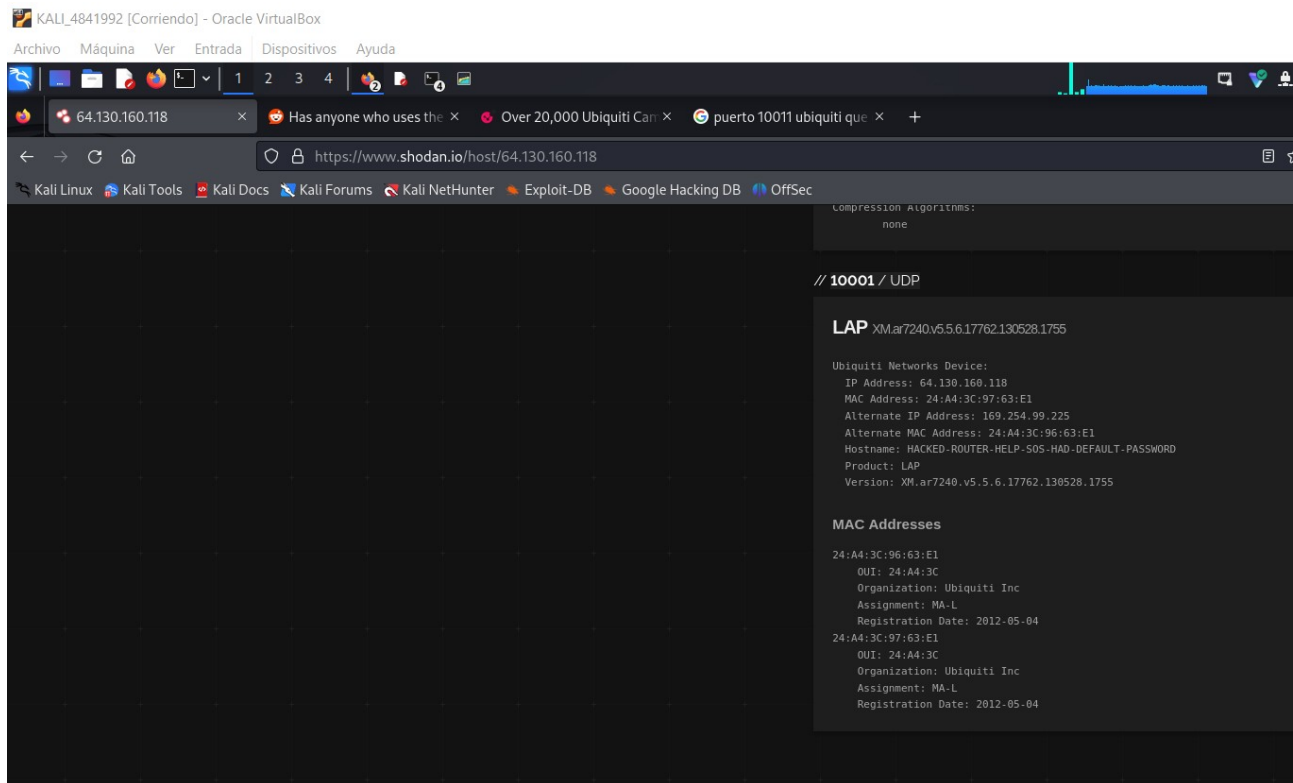 KALI_4841992 [Corriendo] - Oracle VirtualBox
Archivo Máquina Ver Entrada Dispositivos Ayuda
1 2 3 4 2 4
64.130.160.118 × Has anyone who uses the × Over 20,000 Ubiquiti Cam × puerto 10011 ubiquiti que × +
https://www.shodan.io/host/64.130.160.118
Kali Linux Kali Tools Kali Docs Kali Forums Kali NetHunter Exploit-DB Google Hacking DB OffSec
Compression Algorithms:
none
// 10001 / UDP
LAP XM.ar7240.v5.5.6.17762.130528.1755
Ubiquiti Networks Device:
IP Address: 64.130.160.118
MAC Address: 24:A4:3C:97:63:E1
Alternate IP Address: 169.254.99.225
Alternate MAC Address: 24:A4:3C:96:63:E1
Hostname: HACKED-ROUTER-HELP-SOS-HAD-DEFAULT-PASSWORD
Product: LAP
Version: XM.ar7240.v5.5.6.17762.130528.1755
MAC Addresses
24:A4:3C:96:63:E1
OUI: 24:A4:3C
Organization: Ubiquiti Inc
Assignment: MA-L
Registration Date: 2012-05-04
24:A4:3C:97:63:E1
OUI: 24:A4:3C
Organization: Ubiquiti Inc
Assignment: MA-L
Registration Date: 2012-05-04